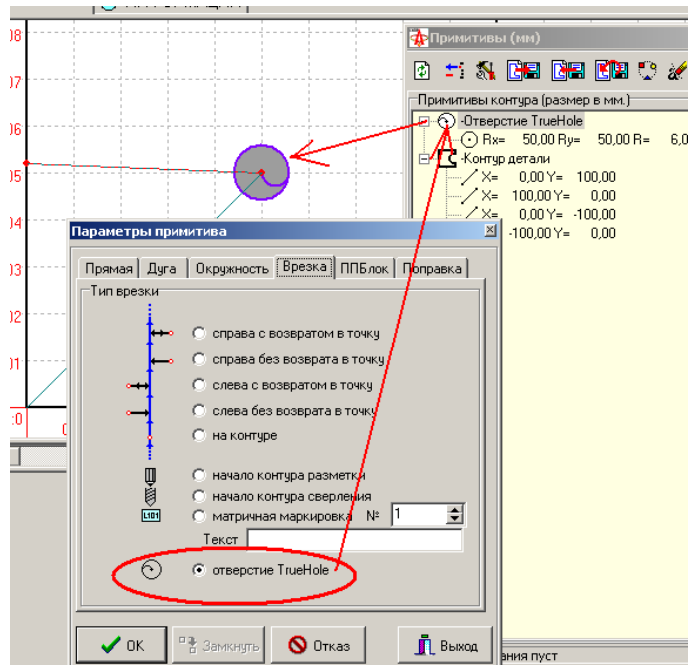 Примитивы (мм)
Примитивы контура (размер в мм.)
-Отверстие TrueHole
Rx= 50,00 Ry= 50,00 R= 6,0
-Контур детали
X= 0,00 Y= 100,00
X= 100,00 Y= 0,00
X= 0,00 Y= -100,00
-100,00 Y= 0,00
Параметры примитива
Прямая Дуга Окружность Врезка ППБлок Поправка
Тип врезки
справа с возвратом в точку
справа без возврата в точку
слева с возвратом в точку
слева без возврата в точку
на контуре
начало контура разметки
начало контура сверления
L101 матричная маркировка № 1
Текст
отверстие TrueHole
OK Замкнуть Отказ Выход
ания пуст